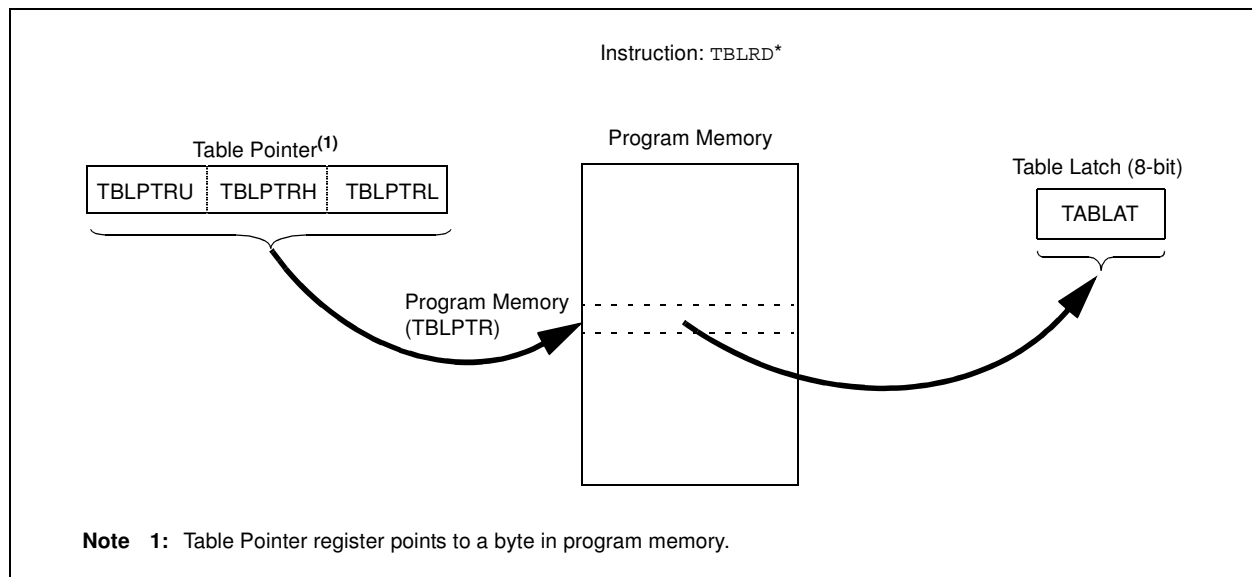 Instruction: TBLRD*
Table Pointer(1)
Program Memory
Table Latch (8-bit)
TBLPTRU TBLPTRH TBLPTRL
TABLAT
Program Memory
(TBLPTR)
Note 1: Table Pointer register points to a byte in program memory.